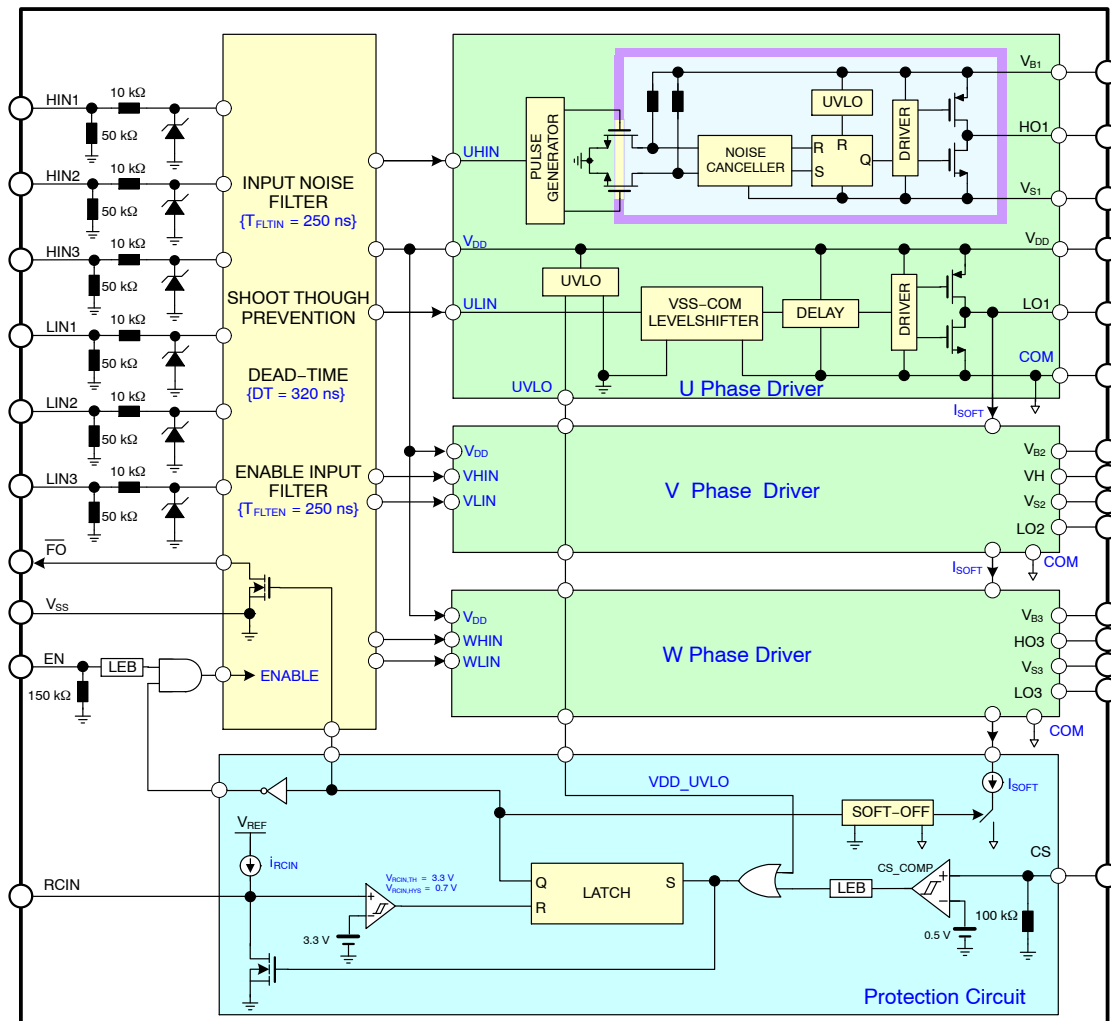 HIN1
10 kΩ
50 kΩ
HIN2
10 kΩ
50 kΩ
HIN3
10 kΩ
50 kΩ
LIN1
10 kΩ
50 kΩ
LIN2
10 kΩ
50 kΩ
LIN3
10 kΩ
50 kΩ
FO
VSS
EN
LEB
150 kΩ
INPUT NOISE
FILTER
{TFLTIN = 250 ns}
SHOOT THOUGH
PREVENTION
DEAD−TIME
{DT = 320 ns}
ENABLE INPUT
FILTER
{TFLTEN = 250 ns}
ENABLE
UHIN
PULSE
GENERATOR
NOISE
CANCELLER
UVLO
R
R
S
Q
DRIVER
VB1
HO1
VS1
VDD
VDD
UVLO
ULIN
VSS−COM
LEVELSHIFTER
DELAY
DRIVER
LO1
COM
UVLO
U Phase Driver
ISOFT
VDD
VHIN
VLIN
V Phase Driver
VB2
VH
VS2
LO2
COM
ISOFT
VDD
WHIN
WLIN
W Phase Driver
VB3
HO3
VS3
LO3
COM
VDD_UVLO
ISOFT
SOFT−OFF
VREF
iRCIN
RCIN
VRCIN,TH = 3.3 V
VRCIN,HYS = 0.7 V
+
−
3.3 V
Q
R
LATCH
S
LEB
CS_COMP
+
−
CS
100 kΩ
0.5 V
Protection Circuit